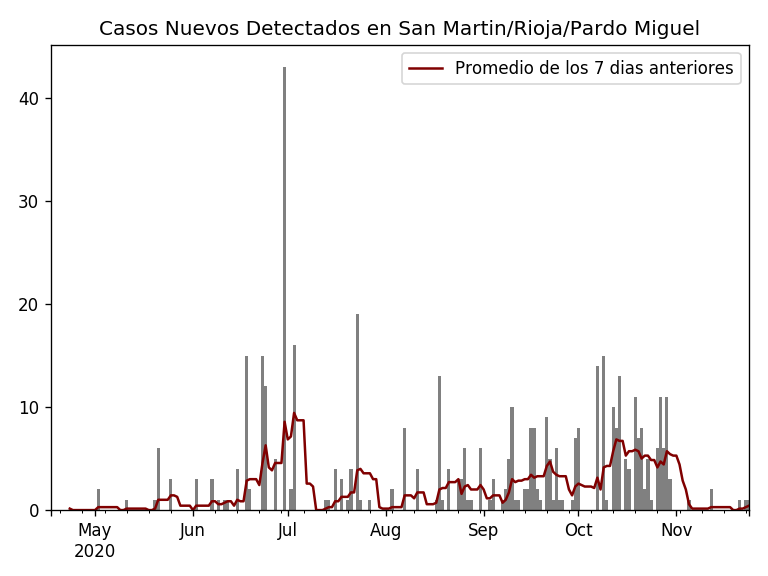 Casos Nuevos Detectados en San Martin/Rioja/Pardo Miguel
Promedio de los 7 dias anteriores
40
30
20
10
0
May Jun Jul Aug Sep Oct Nov
2020